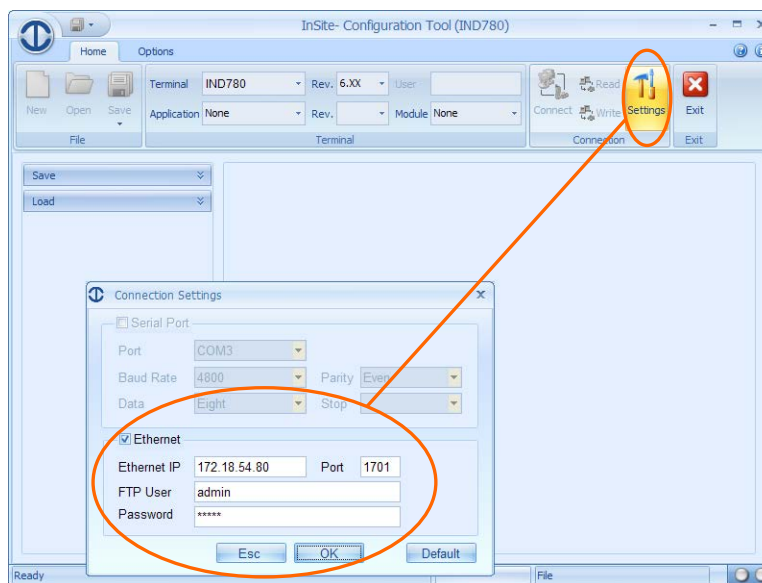 InSite- Configuration Tool (IND780)
Home Options
New Open Save
File
Terminal IND780 Rev. 6.XX User
Application None Rev. Module None
Terminal
Connect Read Write Settings
Connection
Exit
Exit
Save
Load
Connection Settings
Serial Port
Port COM3
Baud Rate 4800 Parity Even
Data Eight Stop
Ethernet
Ethernet IP 172.18.54.80 Port 1701
FTP User admin
Password *****
Esc OK Default
Ready File